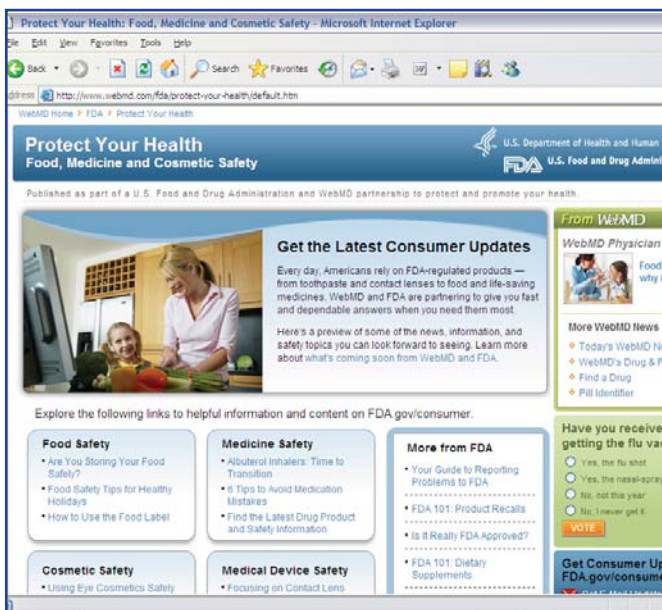 Protect Your Health: Food, Medicine and Cosmetic Safety - Microsoft Internet Explorer
Edit View Favorites Tools Help
Back Search Favorites
http://www.webmd.com/fda/protect-your-health/default.htm
WebMD Home > FDA > Protect Your Health
Protect Your Health
Food, Medicine and Cosmetic Safety
U.S. Department of Health and Human
FDA U.S. Food and Drug
Published as part of a U.S. Food and Drug Administration and WebMD partnership to protect and promote your health.
Get the Latest Consumer Updates
Every day, Americans rely on FDA-regulated products —
from toothpaste and contact lenses to food and life-saving
medicines. WebMD and FDA are partnering to give you fast
and dependable answers when you need them most.
Here's a preview of some of the news, information, and
safety topics you can look forward to seeing. Learn more
about what's coming soon from WebMD and FDA.
Explore the following links to helpful information and content on FDA.gov/consumer.
Food Safety
• Are You Storing Your Food
Safely?
• Food Safety Tips for Healthy
Holidays
• How to Use the Food Label
Medicine Safety
• Albuterol Inhalers: Time to
Transition
• 6 Tips to Avoid Medication
Mistakes
• Find the Latest Drug Product
and Safety Information
Cosmetic Safety
• Using Eye Cosmetics Safely
Medical Device Safety
• Focusing on Contact Lens
More from FDA
• Your Guide to Reporting
Problems to FDA
• FDA 101: Product Recalls
• Is It Really FDA Approved?
• FDA 101: Dietary
Supplements
From WebMD
WebMD Physician
Food
why
More WebMD News
Today's WebMD
WebMD's Drug &
Find a Drug
Pill Identifier
Have you
getting the flu
Yes, the flu shot
Yes, the nasal-spray
No, not this year
No, I never get it
VOTE
Get Consumer
FDA.gov/consume
Get E-Mail